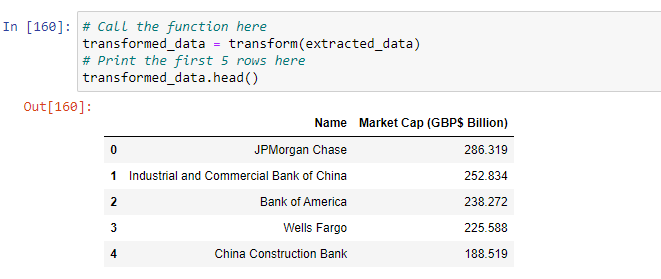 In [160]: # Call the function here
transformed_data = transform(extracted_data)
# Print the first 5 rows here
transformed_data.head()
Out[160]:
Name Market Cap (GBP$ Billion)
0 JPMorgan Chase 286.319
1 Industrial and Commercial Bank of China 252.834
2 Bank of America 238.272
3 Wells Fargo 225.588
4 China Construction Bank 188.519